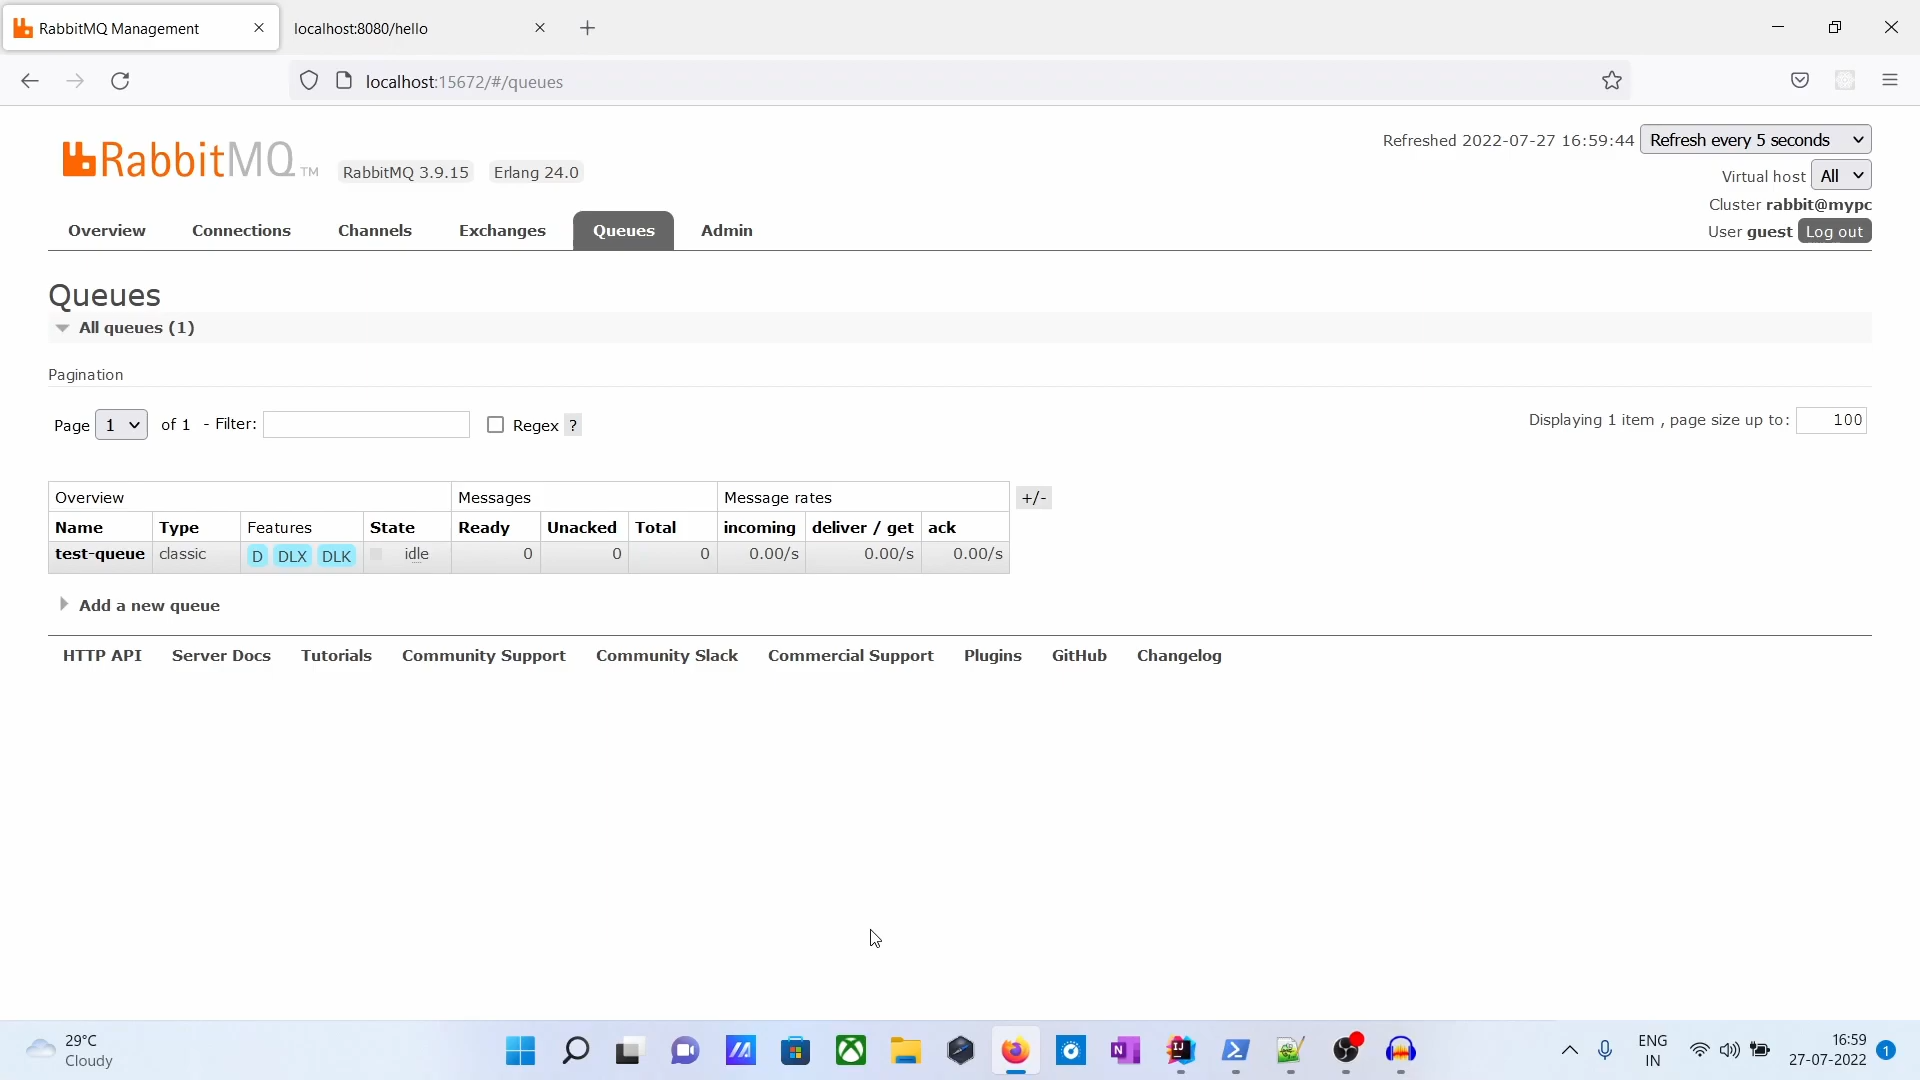 RabbitMQ Management
localhost:8080/hello
localhost:15672/#/queues
RabbitMQ TM
RabbitMQ 3.9.15 Erlang 24.0
Refreshed 2022-07-27 16:59:44 Refresh every 5 seconds
Virtual host All
Cluster rabbit@mypc
User guest Log out
Overview Connections Channels Exchanges Queues Admin
Queues
All queues (1)
Pagination
Page 1 of 1 - Filter: Regex ? Displaying 1 item , page size up to: 100
Overview Messages Message rates +/-
Name Type Features State Ready Unacked Total incoming deliver / get ack
test-queue classic D DLX DLK idle 0 0 0 0.00/s 0.00/s 0.00/s
Add a new queue
HTTP API Server Docs Tutorials Community Support Community Slack Commercial Support Plugins GitHub Changelog
29°C
Cloudy
ENG
IN
16:59
27-07-2022
1